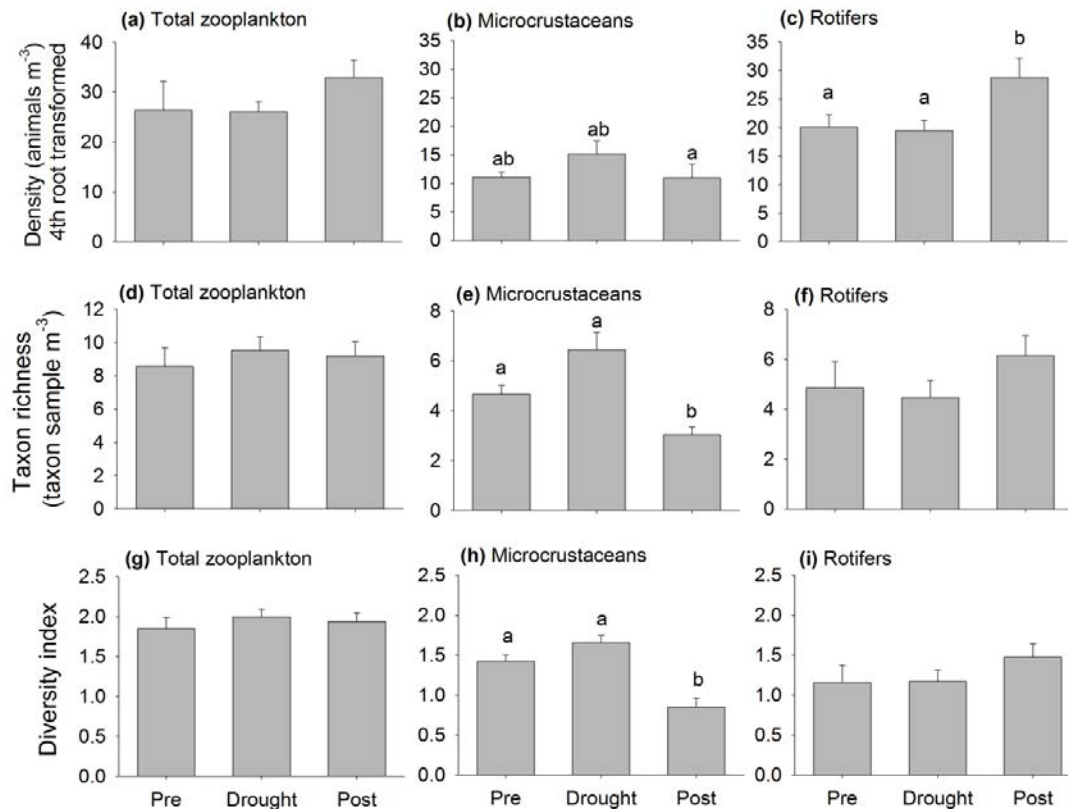 (a) Total zooplankton
(b) Microcrustaceans
(c) Rotifers
Density (animals m⁻³)
4th root transformed
40
30
20
10
0
35
30
25
20
15
10
5
0
ab
ab
a
35
30
25
20
15
10
5
0
a
a
b
(d) Total zooplankton
(e) Microcrustaceans
(f) Rotifers
Taxon richness
(taxon sample m⁻³)
12
10
8
6
4
2
0
8
6
4
2
0
a
a
b
8
6
4
2
0
(g) Total zooplankton
(h) Microcrustaceans
(i) Rotifers
Diversity index
2.5
2.0
1.5
1.0
0.5
0.0
2.5
2.0
1.5
1.0
0.5
0.0
a
a
b
2.5
2.0
1.5
1.0
0.5
0.0
Pre Drought Post
Pre Drought Post
Pre Drought Post